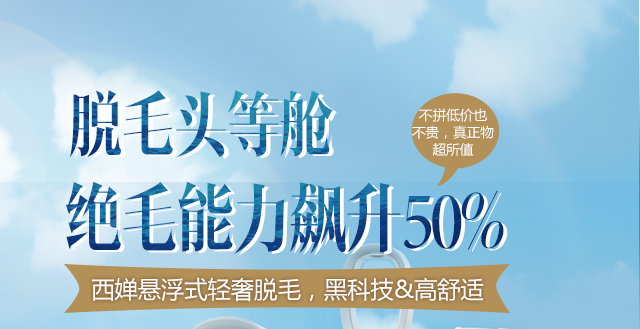 脱毛头等舱
不拼低价也
不贵，真正物
超所值
绝毛能力飙升50%
西婵悬浮式轻奢脱毛，黑科技&高舒适